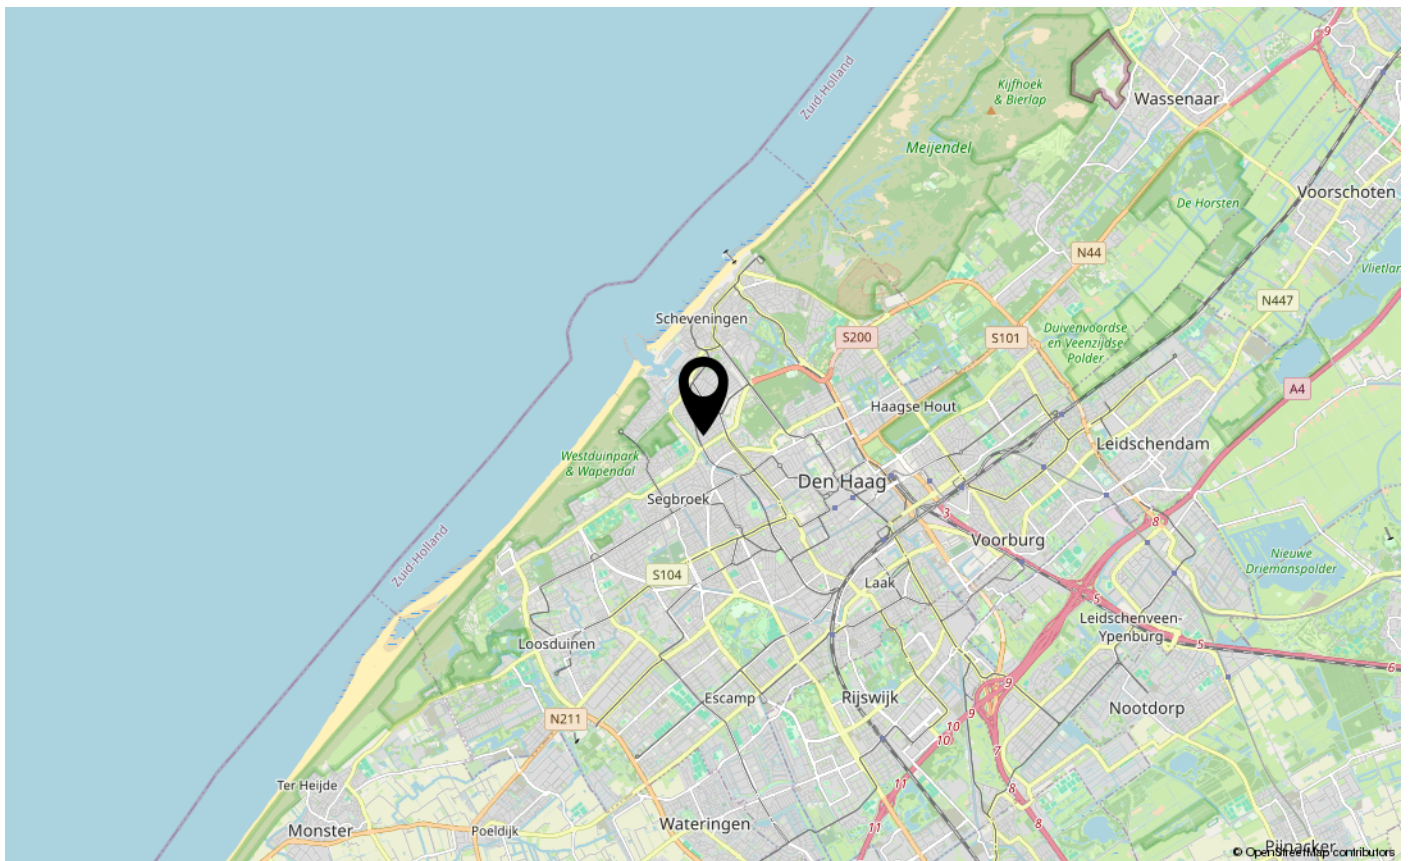 Zuid-Holland
Kijfhoek
& Bierlap
Wassenaar
9
Meijendel
Voorschoten
De Horsten
N44
Vlietlan
N447
Scheveningen
S200
S101
Duivenvoordse
en Veenzijdse
Polder
A4
Haagse Hout
Leidschendam
Westduinpark
& Wapendal
Den Haag
Segbroek
3
8
Voorburg
Zuid-Holland
Nieuwe
Driemanspolder
S104
Laak
5
Leidschenveen-
Ypenburg
Loosduinen
5
6
9
Escamp
Rijswijk
9
Nootdorp
N211
10
10
7
Ter Heijde
11
8
Monster
Poeldijk
Wateringen
11
8
Pijnacker
© OpenStreetMap contributors